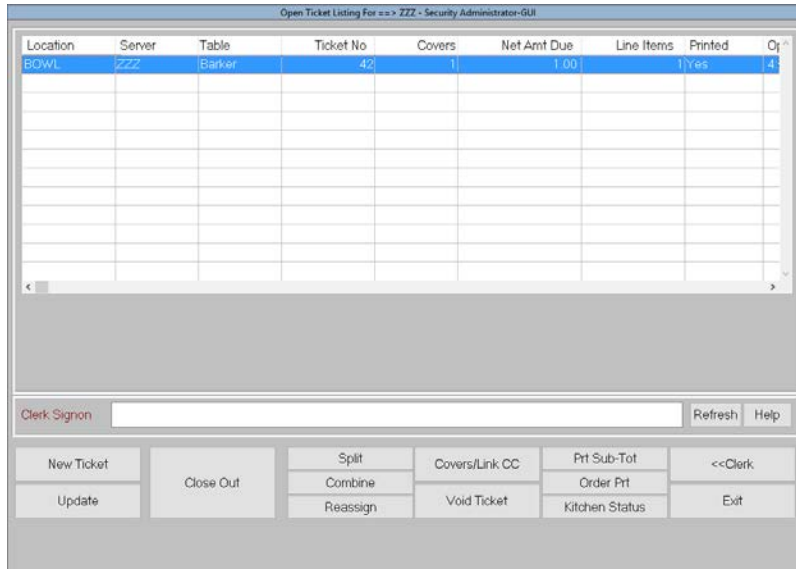 Open Ticket Listing For ==> ZZZ - Security Administrator-GUI
Location Server Table Ticket No Covers Net Amt Due Line Items Printed
BOWL ZZZ Barker 42 1 1.00 1 Yes
Clerk Signon Refresh Help
New Ticket Close Out Split Covers/Link CC Prt Sub-Tot <<Clerk
Combine Order Prt
Update Reassign Void Ticket Kitchen Status Exit